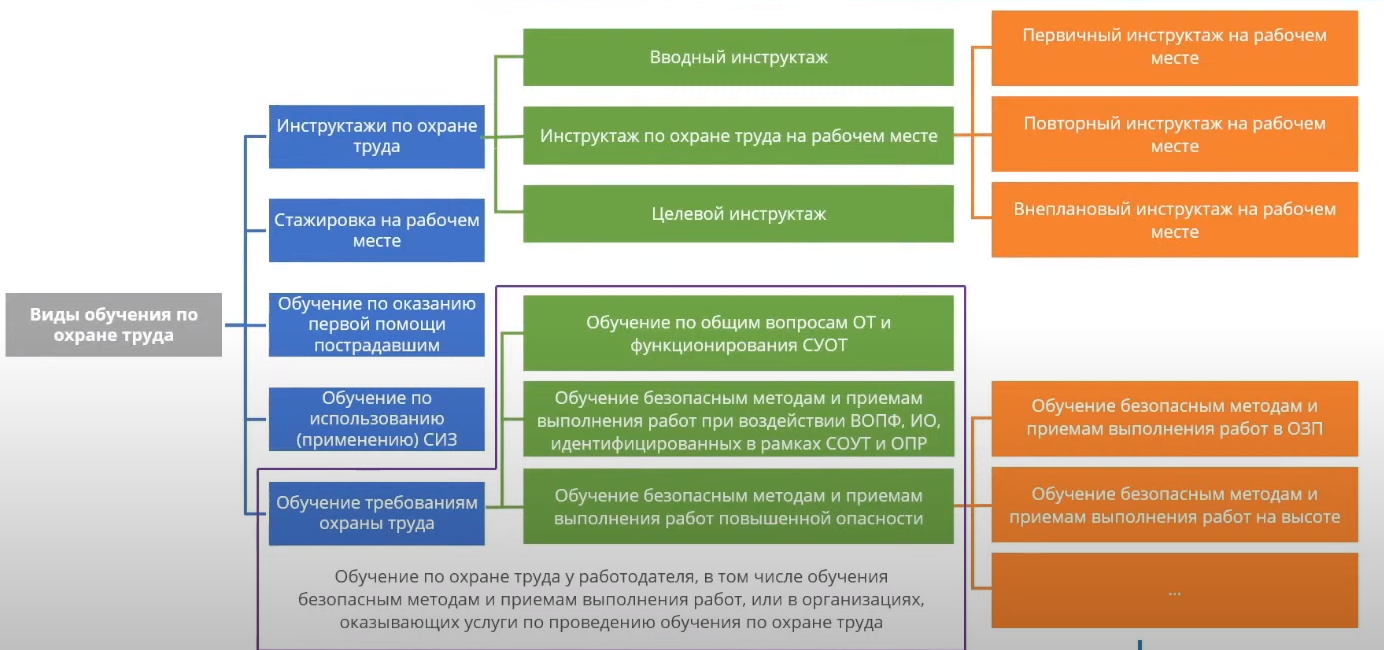 Виды обучения по
охране труда
Инструктажи по охране
труда
Стажировка на рабочем
месте
Обучение по оказанию
первой помощи
пострадавшим
Обучение по
использованию
(применению) СИЗ
Обучение требованиям
охраны труда
Вводный инструктаж
Инструктаж по охране труда на рабочем месте
Целевой инструктаж
Первичный инструктаж на рабочем
месте
Повторный инструктаж на рабочем
месте
Внеплановый инструктаж на рабочем
месте
Обучение по общим вопросам ОТ и
функционирования СУОТ
Обучение безопасным методам и приемам
выполнения работ при воздействии ВОПФ, ИО,
идентифицированных в рамках СОУТ и ОПР
Обучение безопасным методам и приемам
выполнения работ повышенной опасности
Обучение безопасным методам и
приемам выполнения работ в ОЗП
Обучение безопасным методам и
приемам выполнения работ на высоте
...
Обучение по охране труда у работодателя, в том числе обучения
безопасным методам и приемам выполнения работ, или в организациях,
оказывающих услуги по проведению обучения по охране труда